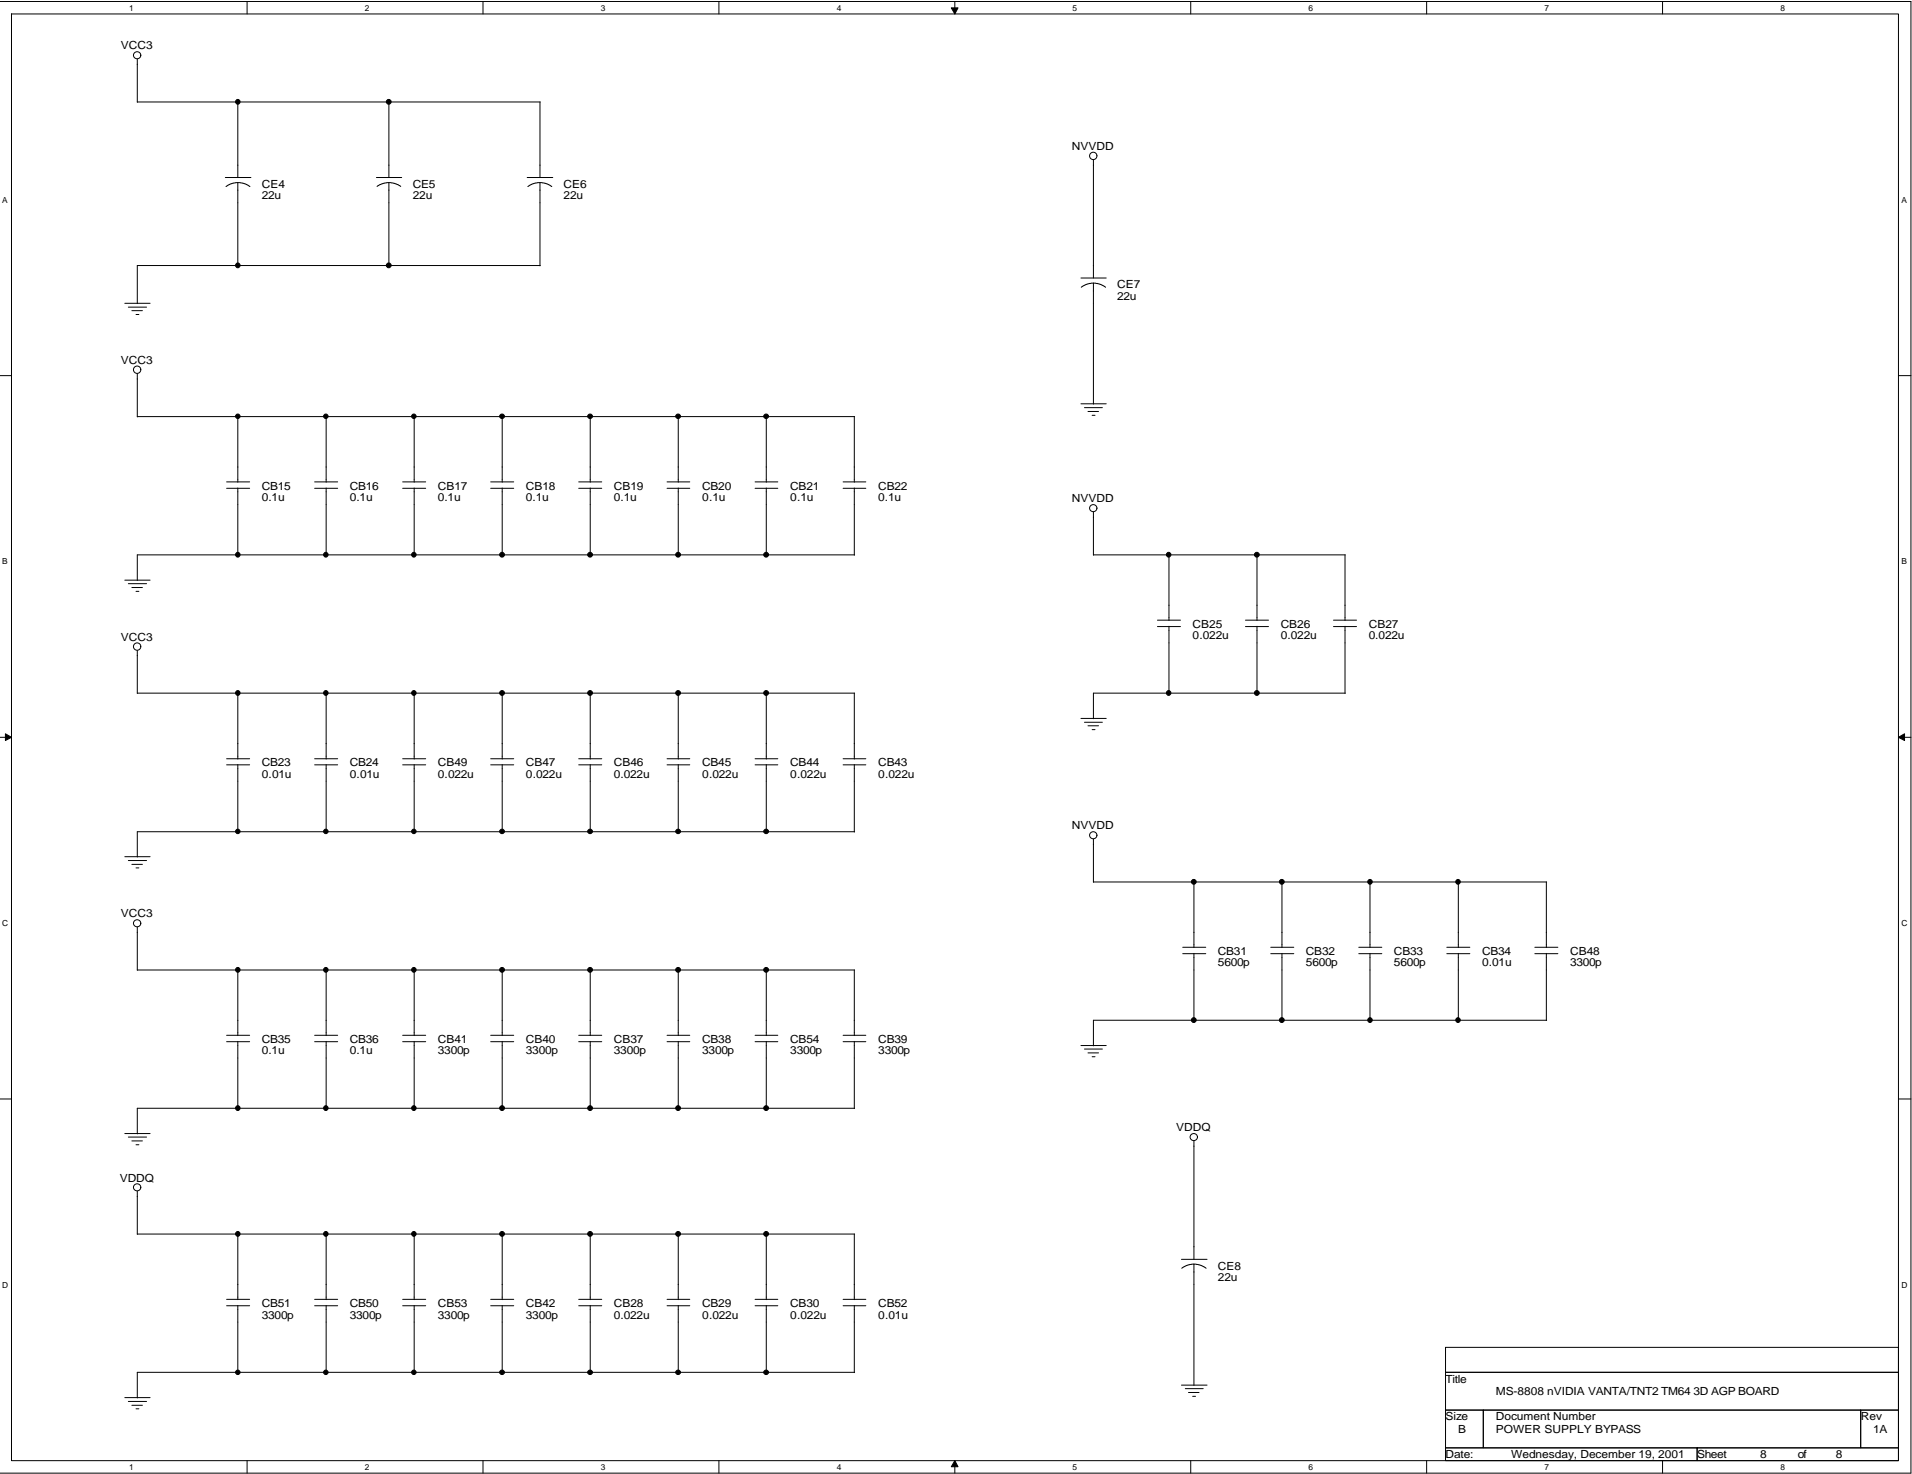 1 2 3 4 5 6 7 8
A A
B B
C C
D D
VCC3
CE4
22u
CE5
22u
CE6
22u
VCC3
CB15
0.1u
CB16
0.1u
CB17
0.1u
CB18
0.1u
CB19
0.1u
CB20
0.1u
CB21
0.1u
CB22
0.1u
VCC3
CB23
0.01u
CB24
0.01u
CB49
0.022u
CB47
0.022u
CB46
0.022u
CB45
0.022u
CB44
0.022u
CB43
0.022u
VCC3
CB35
0.1u
CB36
0.1u
CB41
3300p
CB40
3300p
CB37
3300p
CB38
3300p
CB54
3300p
CB39
3300p
VDDQ
CB51
3300p
CB50
3300p
CB53
3300p
CB42
3300p
CB28
0.022u
CB29
0.022u
CB30
0.022u
CB52
0.01u
NVVDD
CE7
22u
NVVDD
CB25
0.022u
CB26
0.022u
CB27
0.022u
NVVDD
CB31
5600p
CB32
5600p
CB33
5600p
CB34
0.01u
CB48
3300p
VDDQ
CE8
22u
Title
MS-8808 nVIDIA VANTA/TNT2 TM64 3D AGP BOARD
Size Document Number Rev
B POWER SUPPLY BYPASS 1A
Date: Wednesday, December 19, 2001 Sheet 8 of 8
1 2 3 4 5 6 7 8